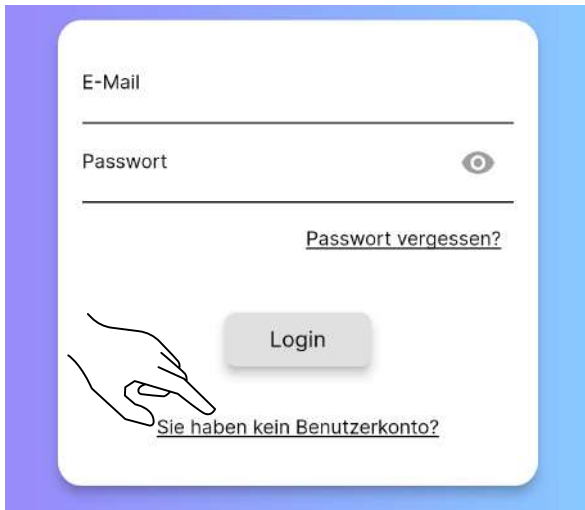 E-Mail
Passwort
Passwort vergessen?
Login
Sie haben kein Benutzerkonto?